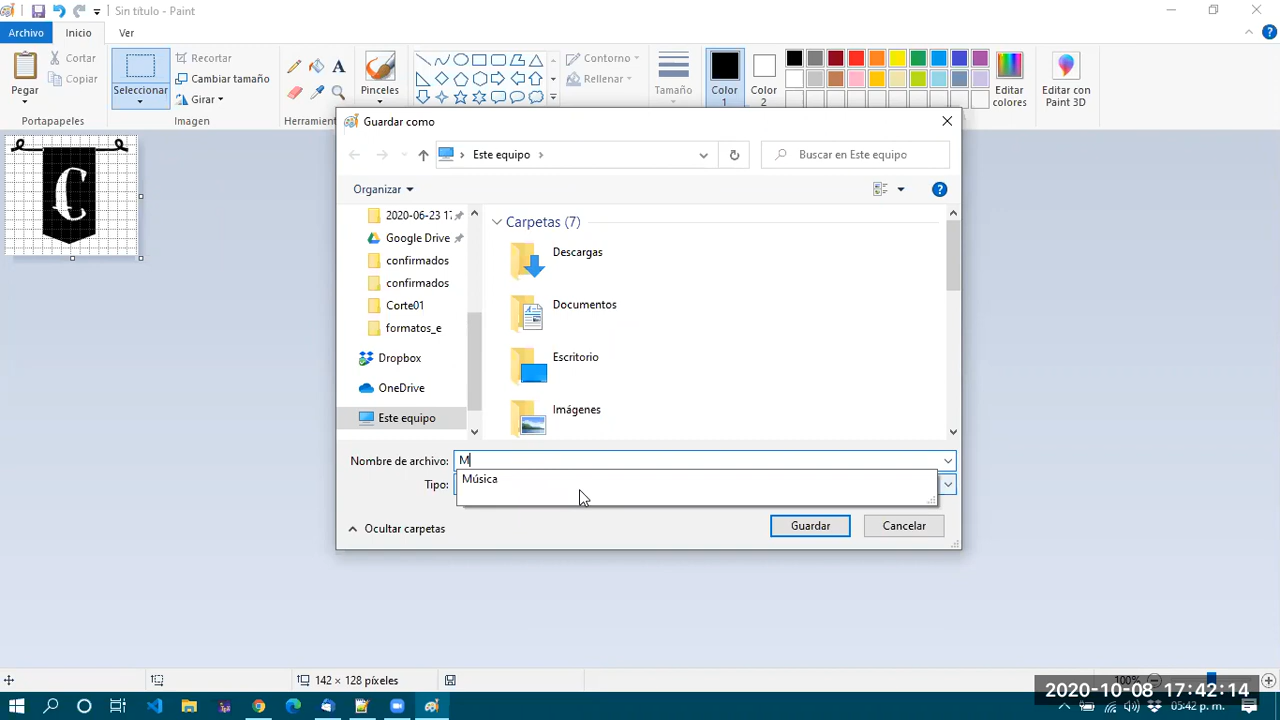 Sin título - Paint
Archivo Inicio Ver
Pegar
Cortar
Copiar
Portapapeles
Seleccionar
Recortar
Cambiar tamaño
Girar
Imagen
A
Herramient
Pinceles
Contorno
Rellenar
Tamaño
Color 1
Color 2
Editar colores
Editar con Paint 3D
C
Guardar como
Este equipo
Buscar en Este equipo
Organizar
2020-06-23 17
Google Drive
confirmados
confirmados
Corte01
formatos_e
Dropbox
OneDrive
Este equipo
Carpetas (7)
Descargas
Documentos
Escritorio
Imágenes
Nombre de archivo: M
Música
Tipo:
Ocultar carpetas
Guardar Cancelar
142 × 128 píxeles
100%
2020-10-08 17:42:14
05:42 p. m.